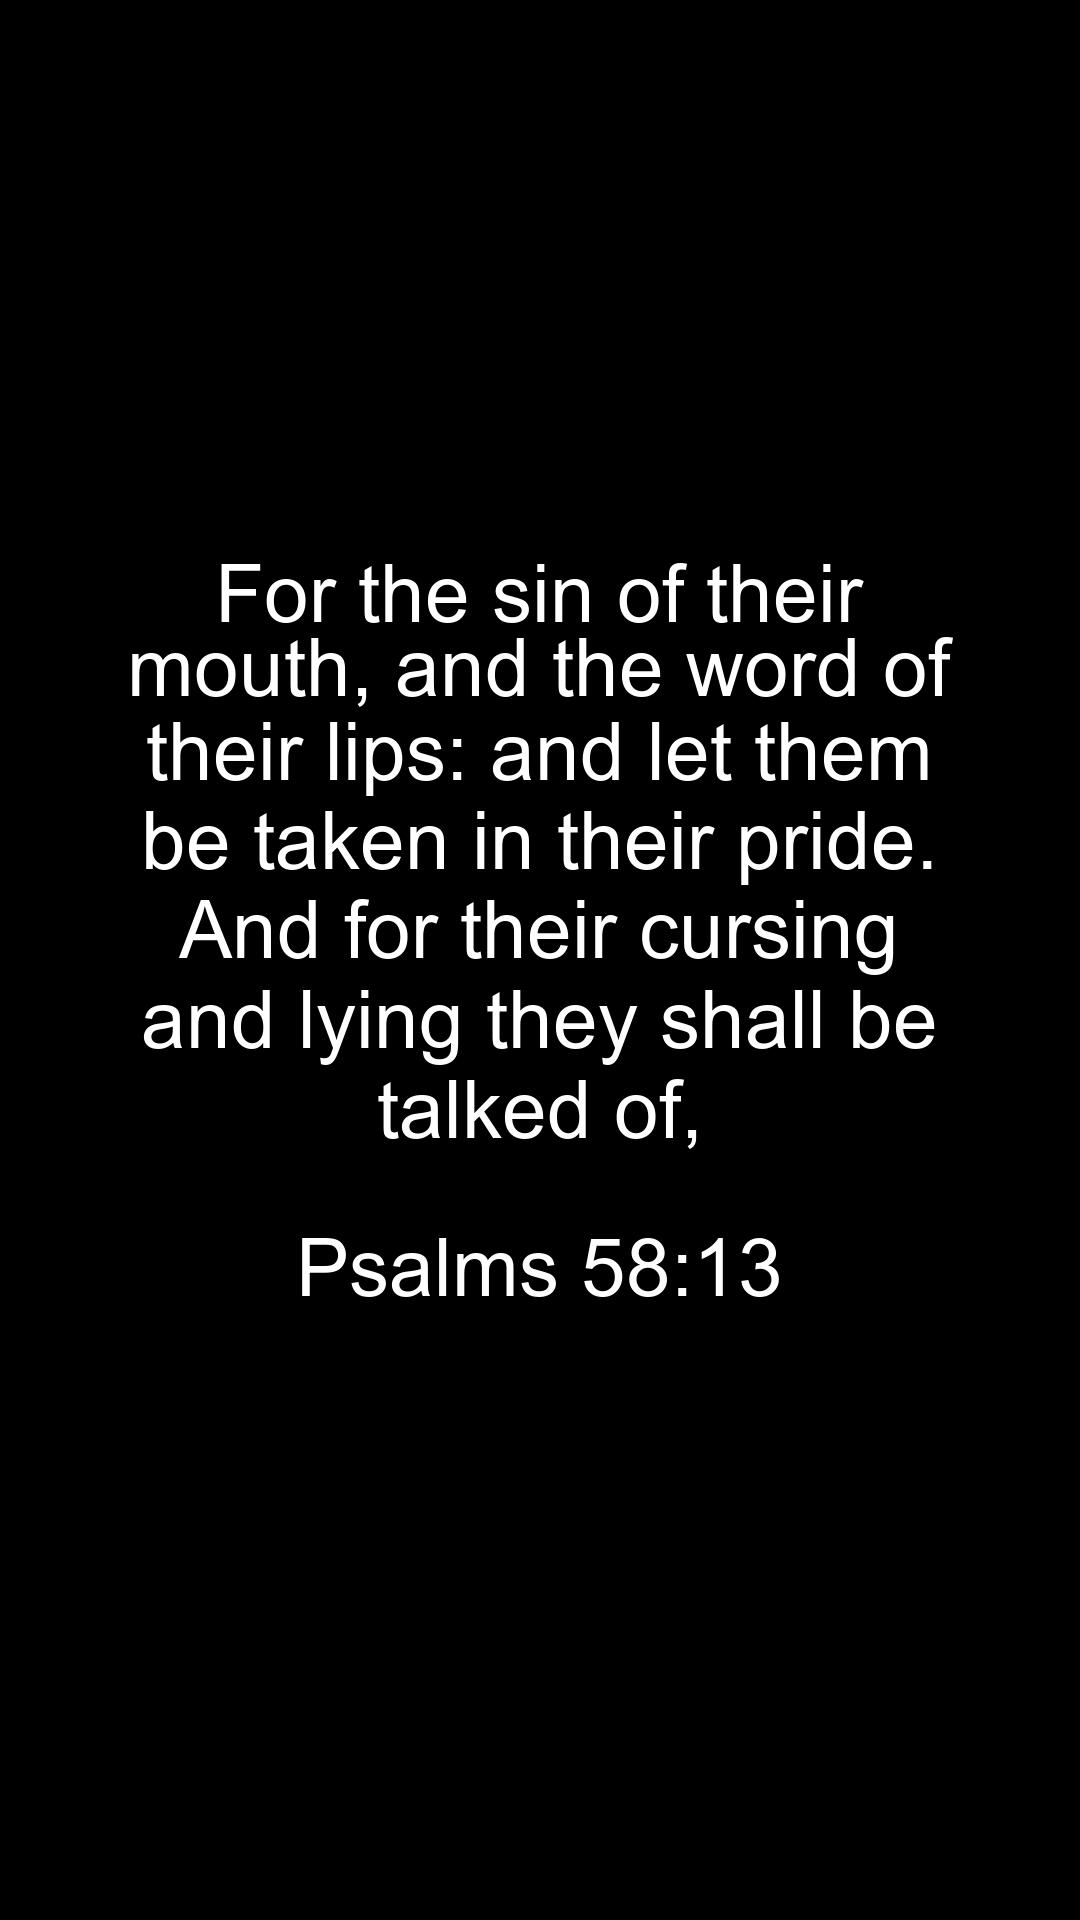 For the sin of their
mouth, and the word of
their lips: and let them
be taken in their pride.
And for their cursing
and lying they shall be
talked of,
Psalms 58:13